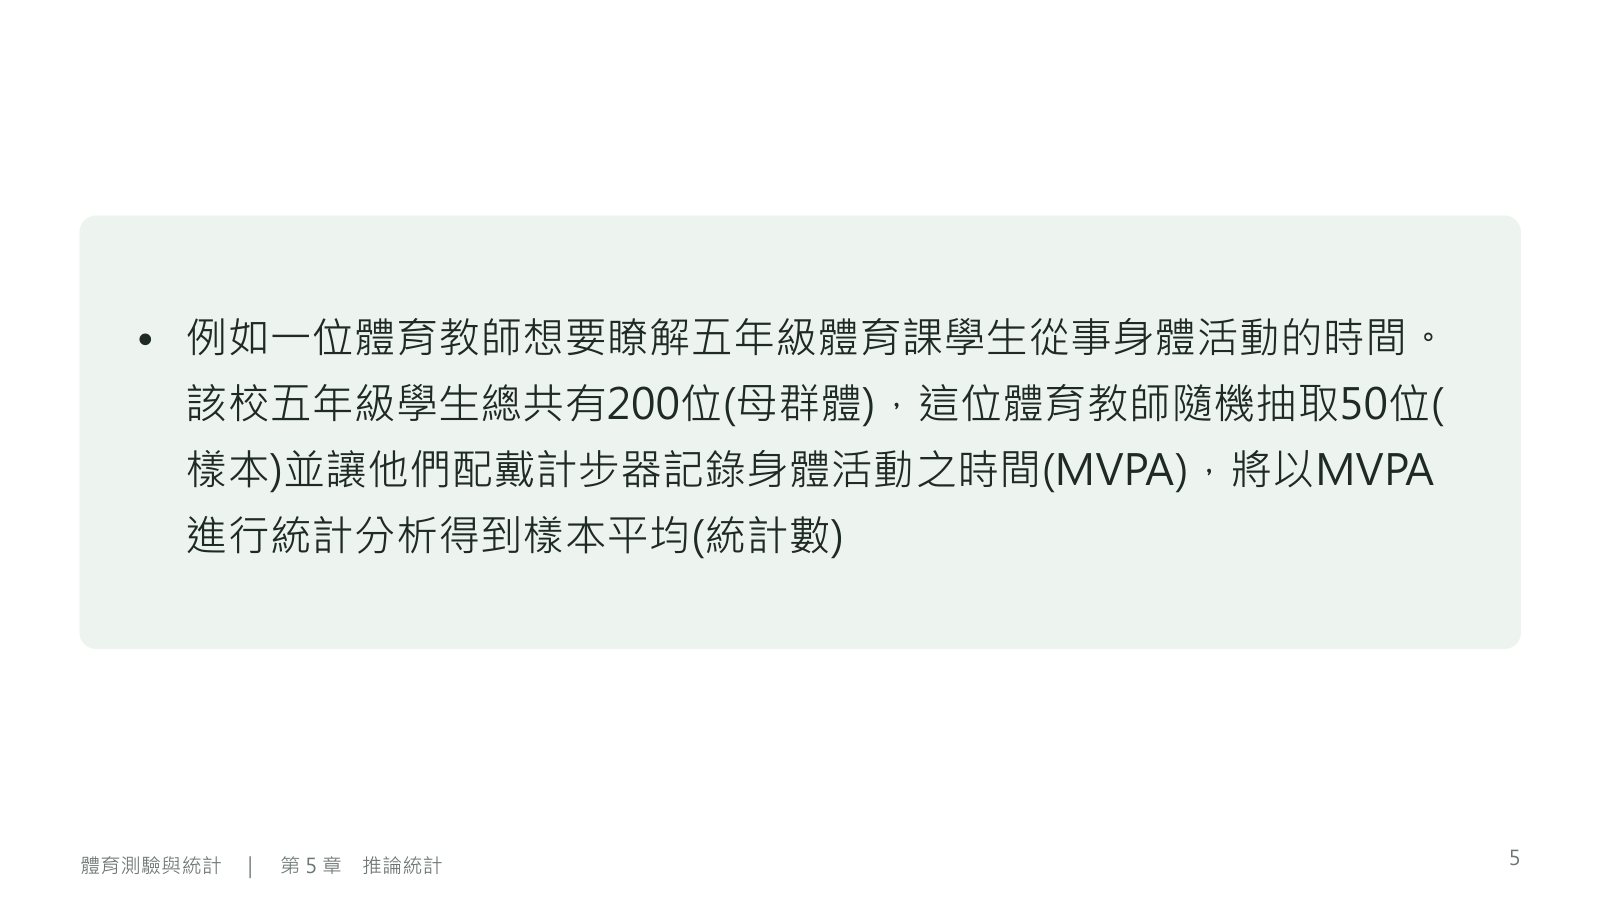 • 例如一位體育教師想要瞭解五年級體育課學生從事身體活動的時間。
該校五年級學生總共有200位(母群體)，這位體育教師隨機抽取50位(
樣本)並讓他們配戴計步器記錄身體活動之時間(MVPA)，將以MVPA
進行統計分析得到樣本平均(統計數)
體育測驗與統計 | 第 5 章 推論統計
5